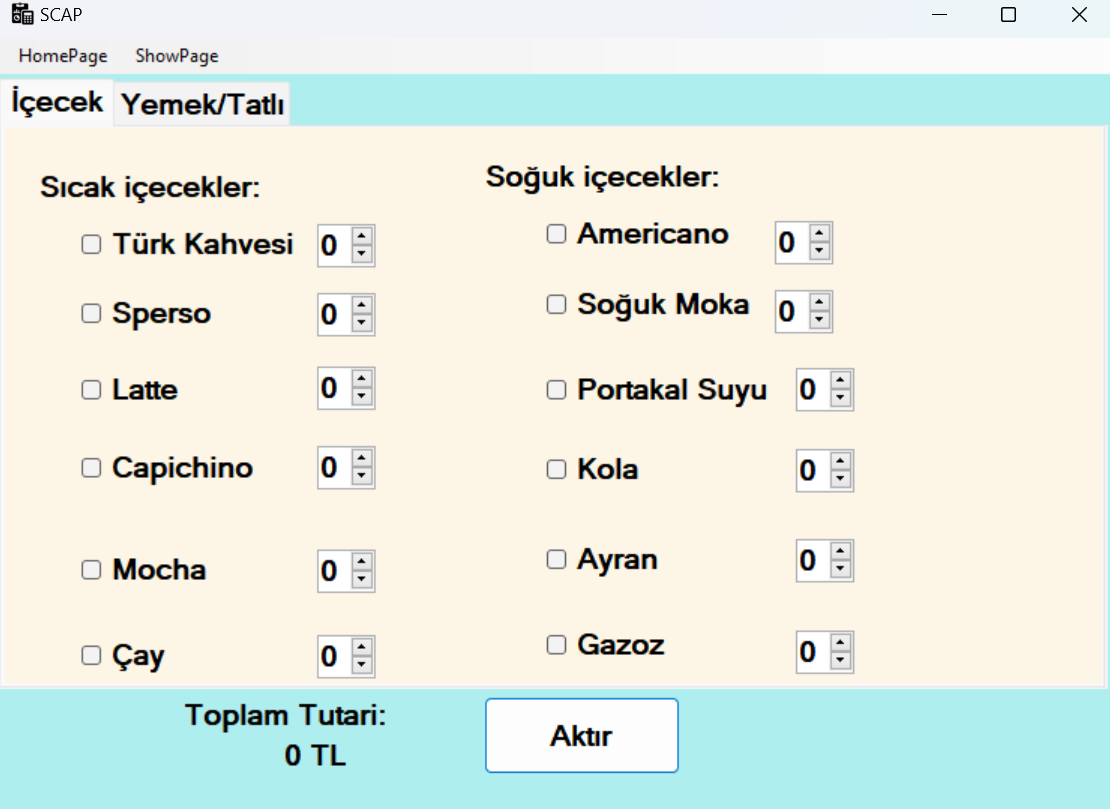 SCAP
HomePage ShowPage
İçecek Yemek/Tatlı
Sıcak içecekler:
Türk Kahvesi 0
Sperso 0
Latte 0
Capichino 0
Mocha 0
Çay 0
Soğuk içecekler:
Americano 0
Soğuk Moka 0
Portakal Suyu 0
Kola 0
Ayran 0
Gazoz 0
Toplam Tutari:
0 TL
Aktır